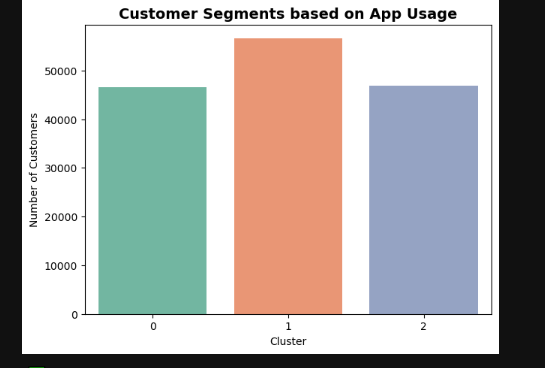 Customer Segments based on App Usage
Number of Customers
50000
40000
30000
20000
10000
0
0 1 2
Cluster